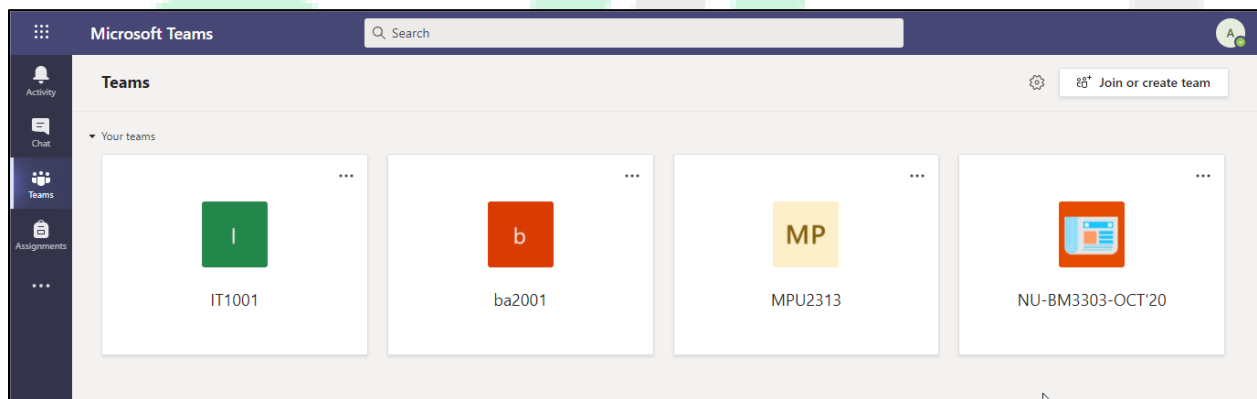 Microsoft Teams
Search
A
Activity
Chat
Teams
Assignments
Teams
Join or create team
Your teams
I
b
MP
IT1001
ba2001
MPU2313
NU-BM3303-OCT'20